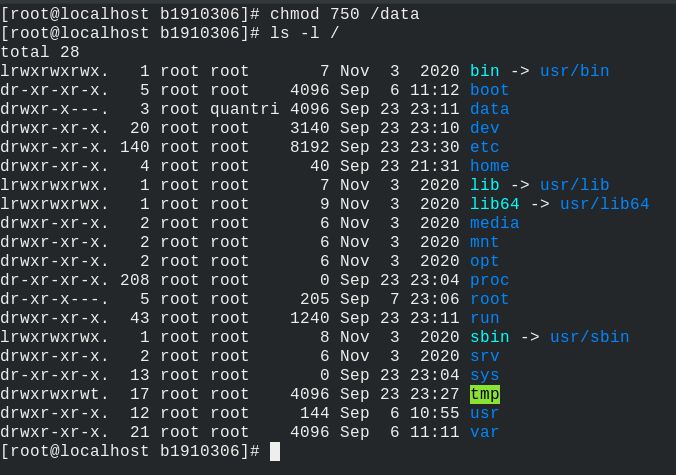 [root@localhost b1910306]# chmod 750 /data
[root@localhost b1910306]# ls -l /
total 28
lrwxrwxrwx.   1 root root       7 Nov  3  2020 bin -> usr/bin
dr-xr-xr-x.   5 root root    4096 Sep  6 11:12 boot
drwxr-x---.   3 root quantri 4096 Sep 23 23:11 data
drwxr-xr-x.  20 root root    3140 Sep 23 23:10 dev
drwxr-xr-x. 140 root root    8192 Sep 23 23:30 etc
drwxr-xr-x.   4 root root      40 Sep 23 21:31 home
lrwxrwxrwx.   1 root root       7 Nov  3  2020 lib -> usr/lib
lrwxrwxrwx.   1 root root       9 Nov  3  2020 lib64 -> usr/lib64
drwxr-xr-x.   2 root root       6 Nov  3  2020 media
drwxr-xr-x.   2 root root       6 Nov  3  2020 mnt
drwxr-xr-x.   2 root root       6 Nov  3  2020 opt
dr-xr-xr-x. 208 root root       0 Sep 23 23:04 proc
dr-xr-x---.   5 root root     205 Sep  7 23:06 root
drwxr-xr-x.  43 root root    1240 Sep 23 23:11 run
lrwxrwxrwx.   1 root root       8 Nov  3  2020 sbin -> usr/sbin
drwxr-xr-x.   2 root root       6 Nov  3  2020 srv
dr-xr-xr-x.  13 root root       0 Sep 23 23:04 sys
drwxrwxrwt.  17 root root    4096 Sep 23 23:27 tmp
drwxr-xr-x.  12 root root     144 Sep  6 10:55 usr
drwxr-xr-x.  21 root root    4096 Sep  6 11:11 var
[root@localhost b1910306]#